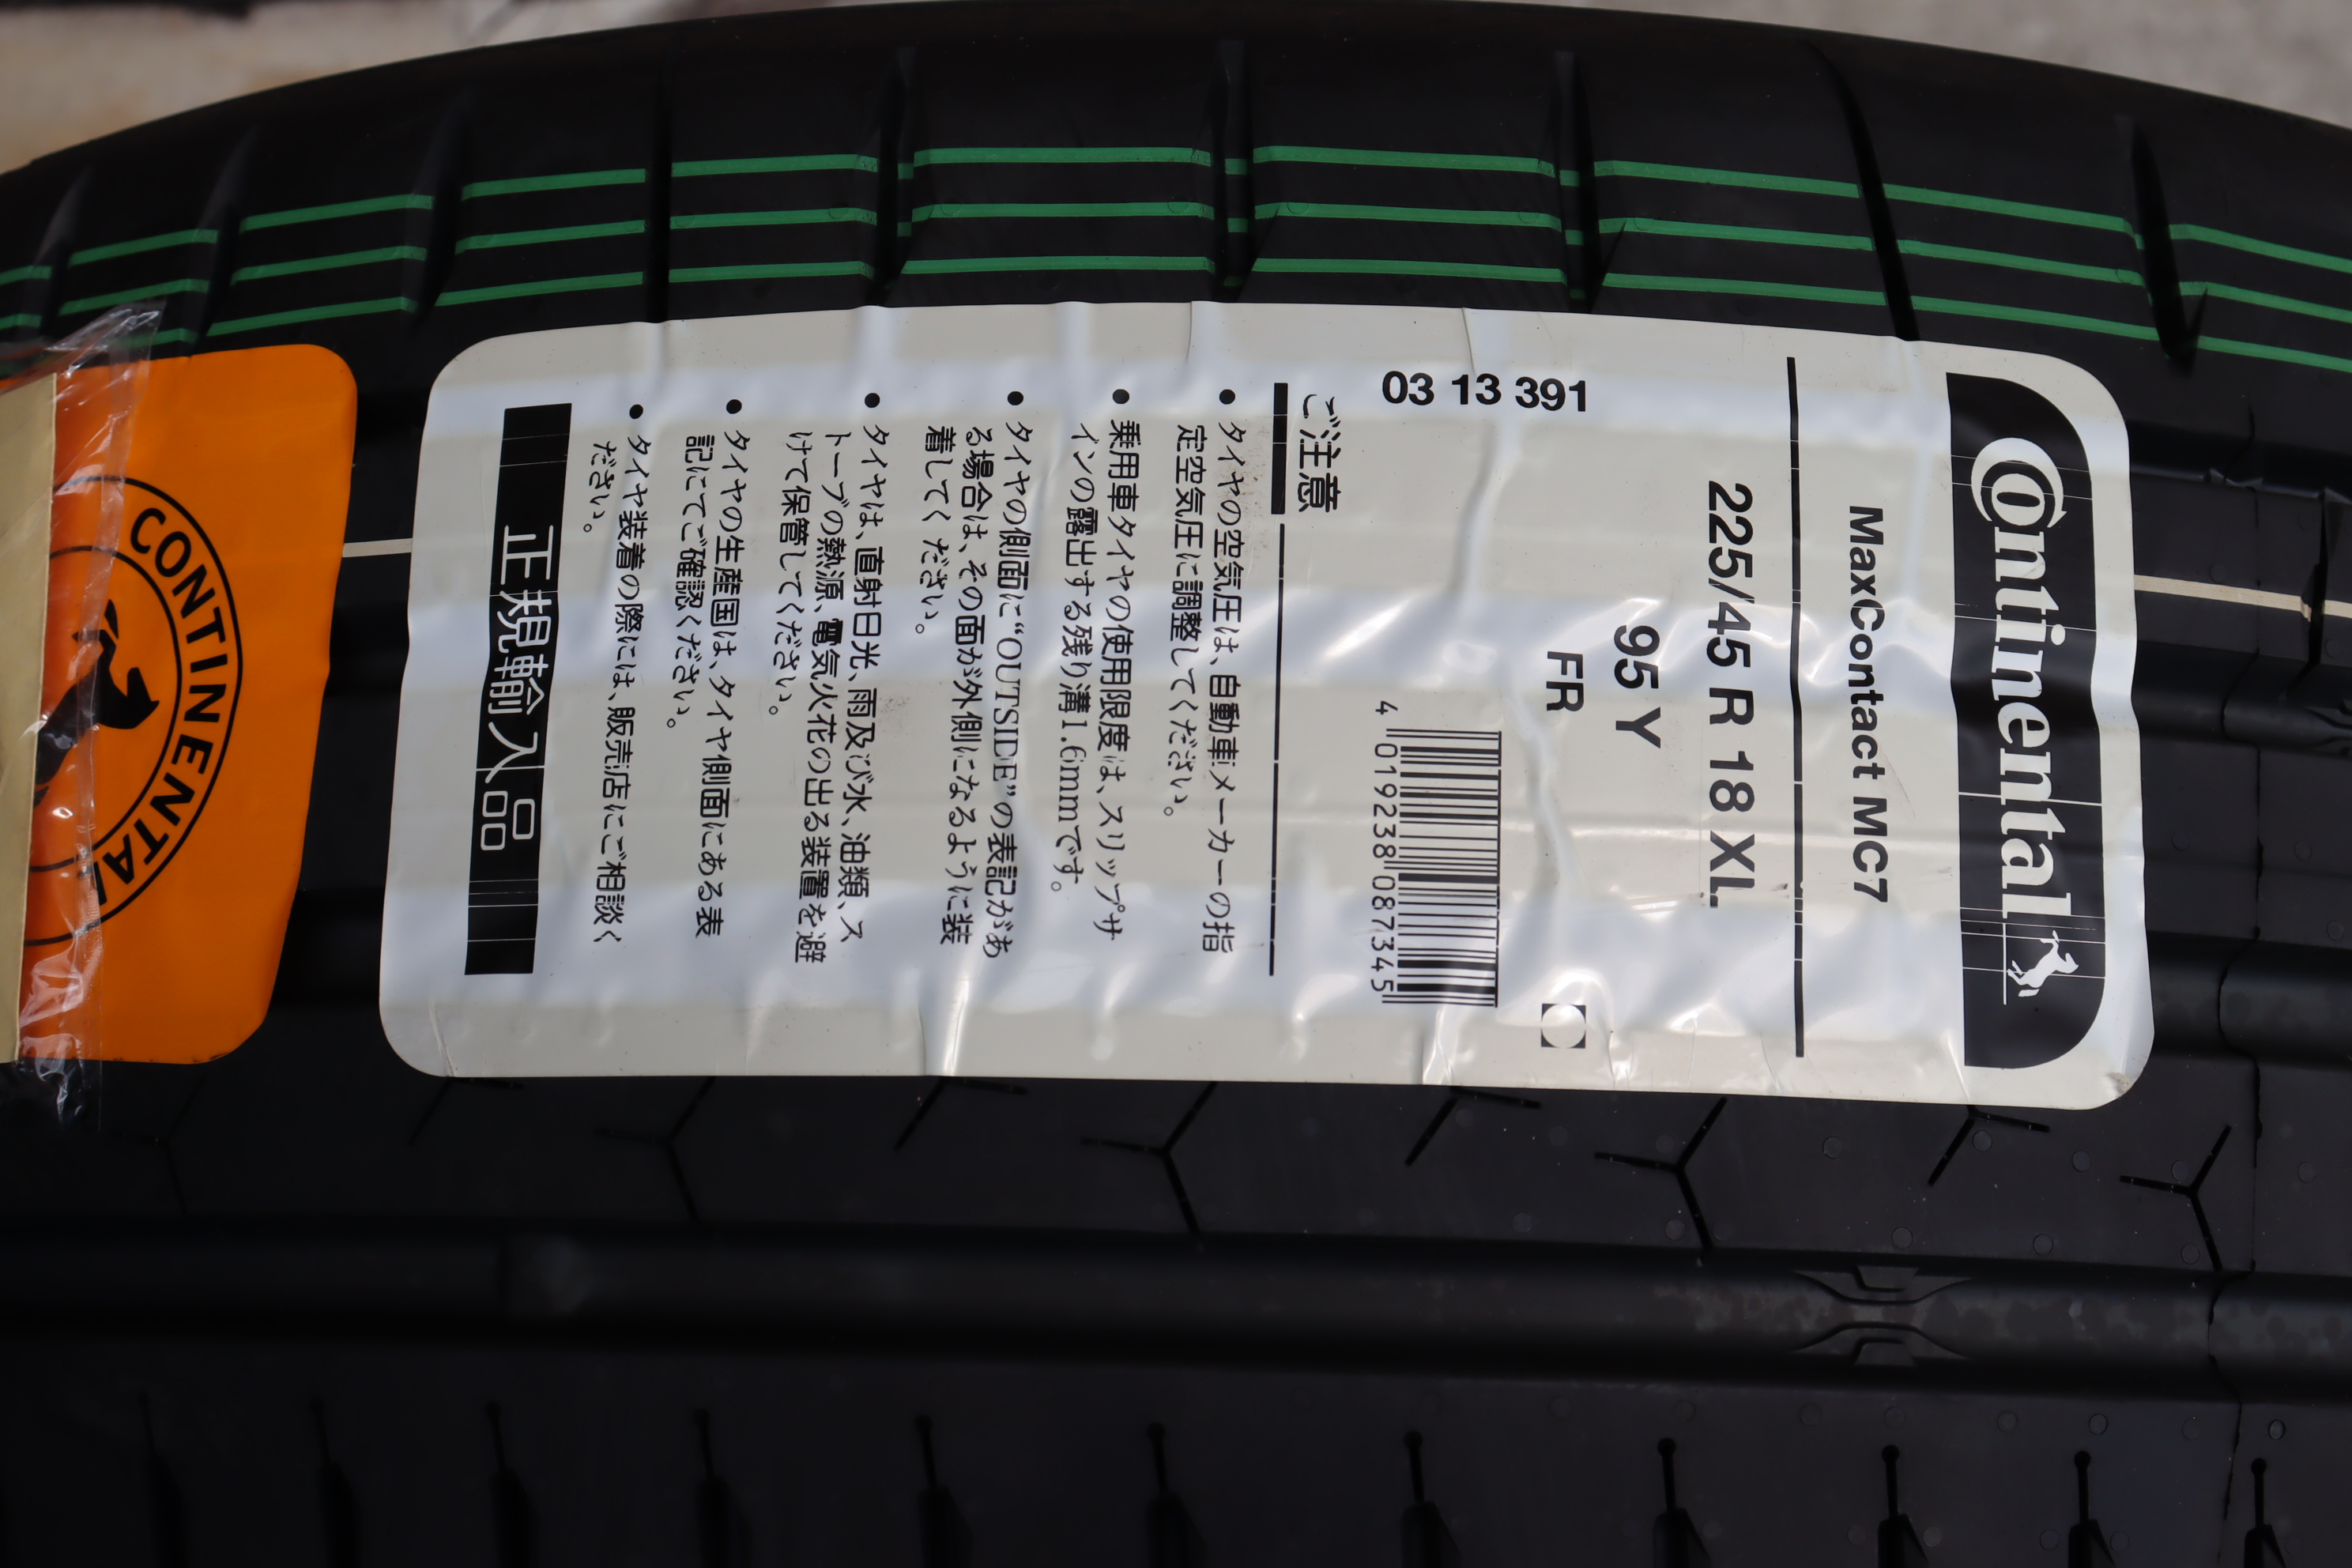 Continental
MaxContact MC7
225/45 R 18 XL
95 Y
FR
03 13 391
4 019238 087345
ご注意
● タイヤの空気圧は、自動車メーカーの指
定空気圧に調整してください。
● 乗用車タイヤの使用限度は、スリップサ
インの露出する残り溝1.6mmです。
● タイヤの側面に“OUTSIDE”の表記があ
る場合は、その面が外側になるように装
着してください。
● タイヤは、直射日光、雨及び水、油類、ス
トーブの熱源、電気火花の出る装置を避
けて保管してください。
● タイヤの生産国は、タイヤ側面にある表
記にてご確認ください。
● タイヤ装着の際には、販売店にご相談く
ださい。
正規輸入品
CONTINENTAL